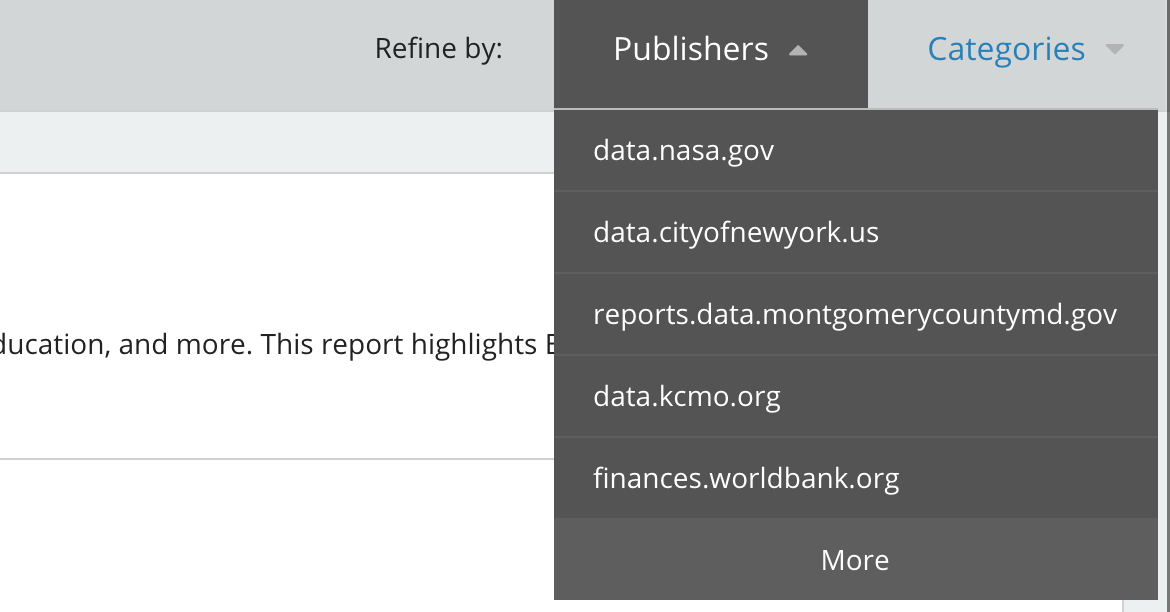 Refine by: Publishers Categories
data.nasa.gov
data.cityofnewyork.us
reports.data.montgomerycountymd.gov
ducation, and more. This report highlights E
data.kcmo.org
finances.worldbank.org
More